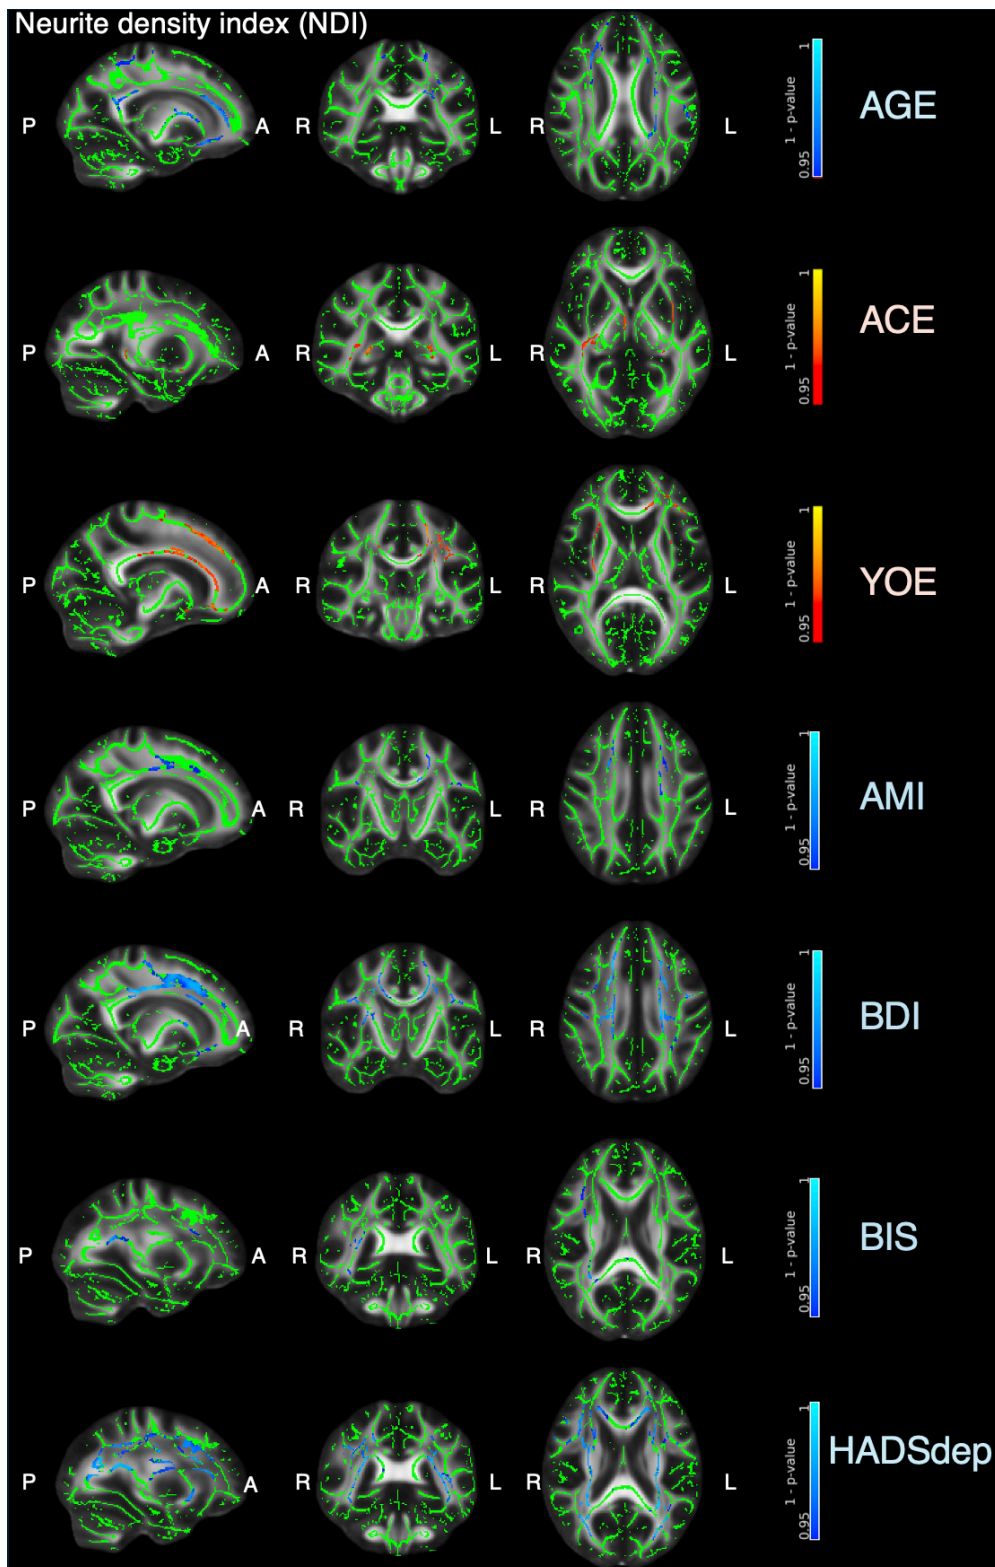 Neurite density index (NDI)
P A R L R L 0.95 1 - p-value 1 AGE
P A R L R L 0.95 1 - p-value 1 ACE
P A R L R L 0.95 1 - p-value 1 YOE
P A R L R L 0.95 1 - p-value 1 AMI
P A R L R L 0.95 1 - p-value 1 BDI
P A R L R L 0.95 1 - p-value 1 BIS
P A R L R L 0.95 1 - p-value 1 HADSdep